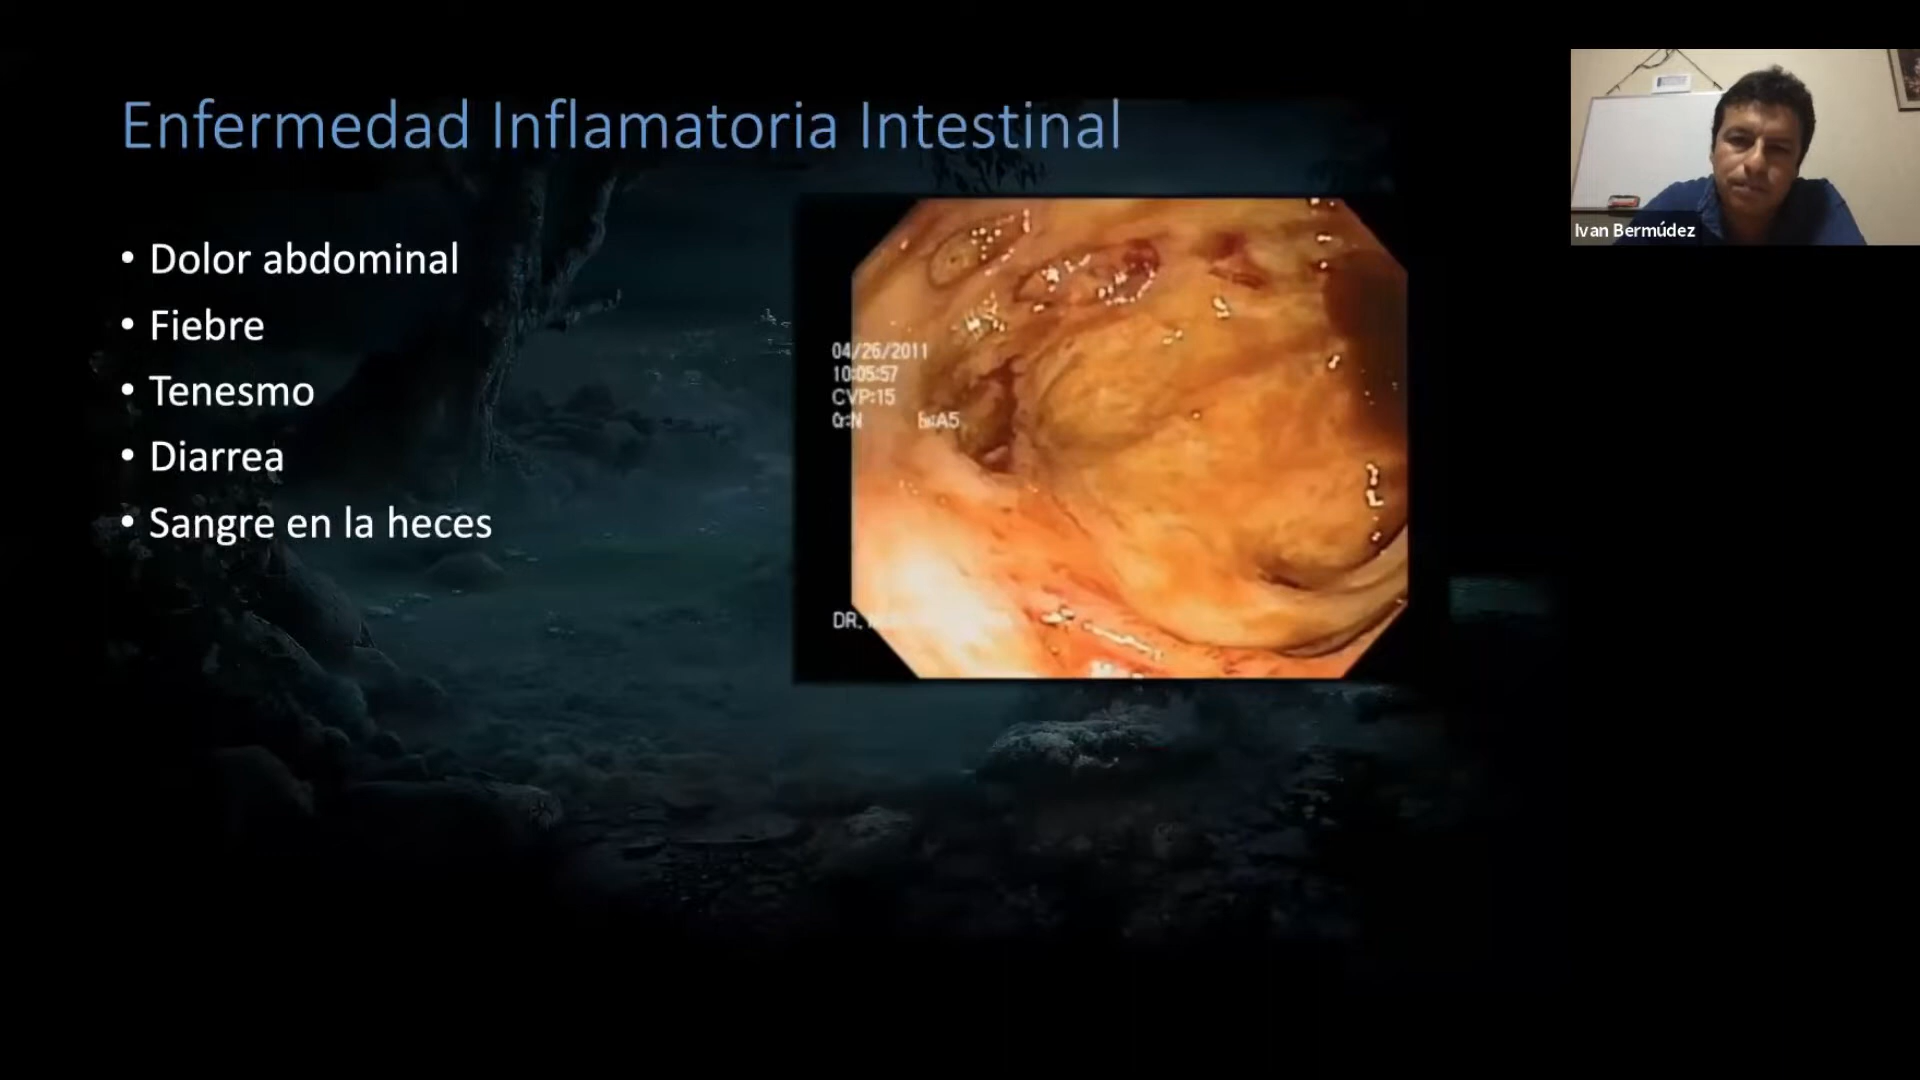 Enfermedad Inflamatoria Intestinal
• Dolor abdominal
• Fiebre
• Tenesmo
• Diarrea
• Sangre en la heces
04/26/2011
10:05:57
CVP:15
DR.
Ivan Bermúdez